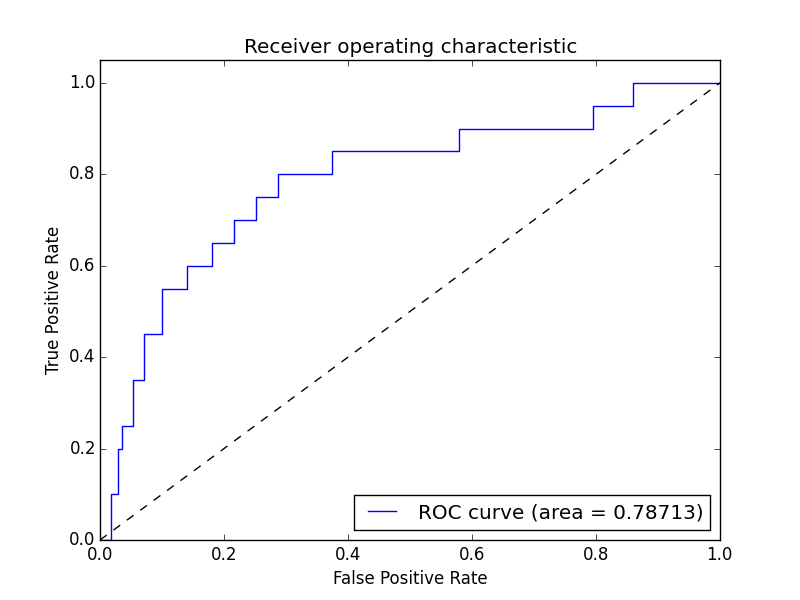 Receiver operating characteristic
1.0
0.8
0.6
0.4
0.2
0.0
True Positive Rate
ROC curve (area = 0.78713)
0.0 0.2 0.4 0.6 0.8 1.0
False Positive Rate